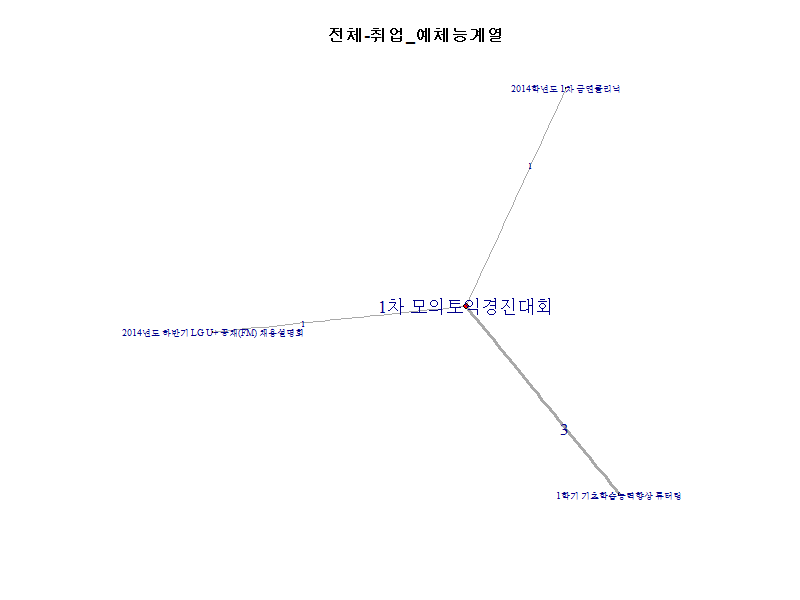 전체-취업_예체능계열
2014학년도 1차 금연클리닉
1
1차 모의토익경진대회
1
2014년도 하반기 LG U+ 공채(FM) 채용설명회
3
1학기 기초학습능력향상 튜터링